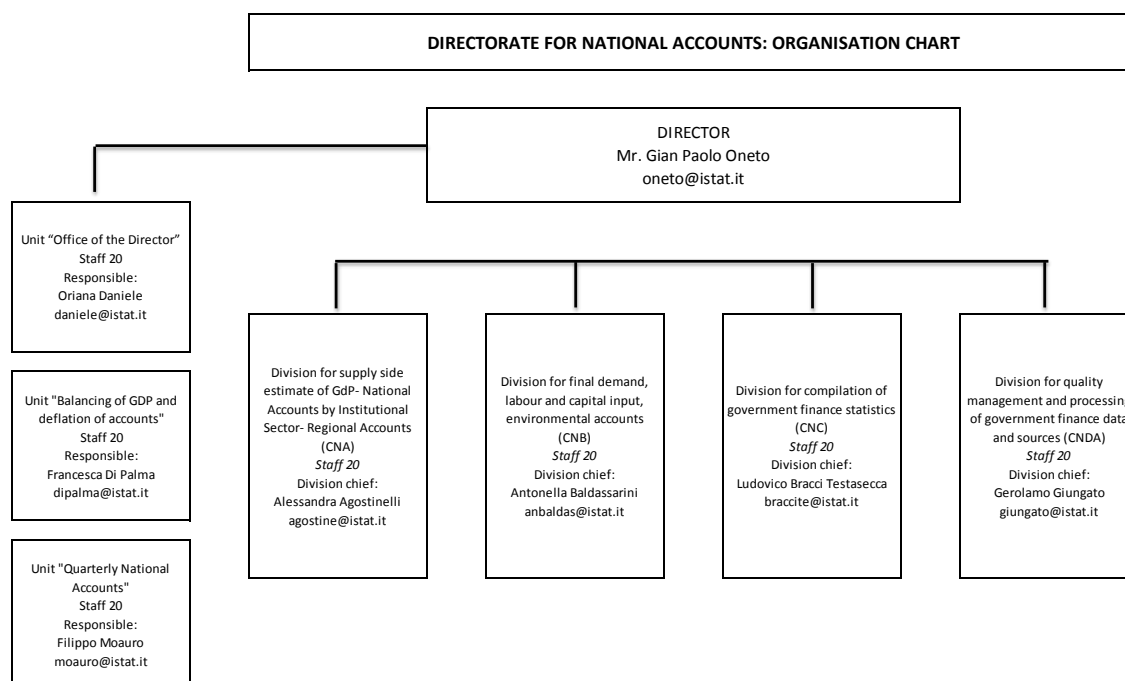 DIRECTORATE FOR NATIONAL ACCOUNTS: ORGANISATION CHART
DIRECTOR
Mr. Gian Paolo Oneto
oneto@istat.it
Unit “Office of the Director”
Staff 20
Responsible:
Oriana Daniele
daniele@istat.it
Unit "Balancing of GDP and
deflation of accounts"
Staff 20
Responsible:
Francesca Di Palma
dipalma@istat.it
Unit "Quarterly National
Accounts"
Staff 20
Responsible:
Filippo Moauro
moauro@istat.it
Division for supply side
estimate of GdP- National
Accounts by Institutional
Sector- Regional Accounts
(CNA)
Staff 20
Division chief:
Alessandra Agostinelli
agostine@istat.it
Division for final demand,
labour and capital input,
environmental accounts
(CNB)
Staff 20
Division chief:
Antonella Baldassarini
anbaldas@istat.it
Division for compilation of
government finance statistics
(CNC)
Staff 20
Division chief:
Ludovico Bracci Testasecca
braccite@istat.it
Division for quality
management and processing
of government finance data
and sources (CNDA)
Staff 20
Division chief:
Gerolamo Giungato
giungato@istat.it